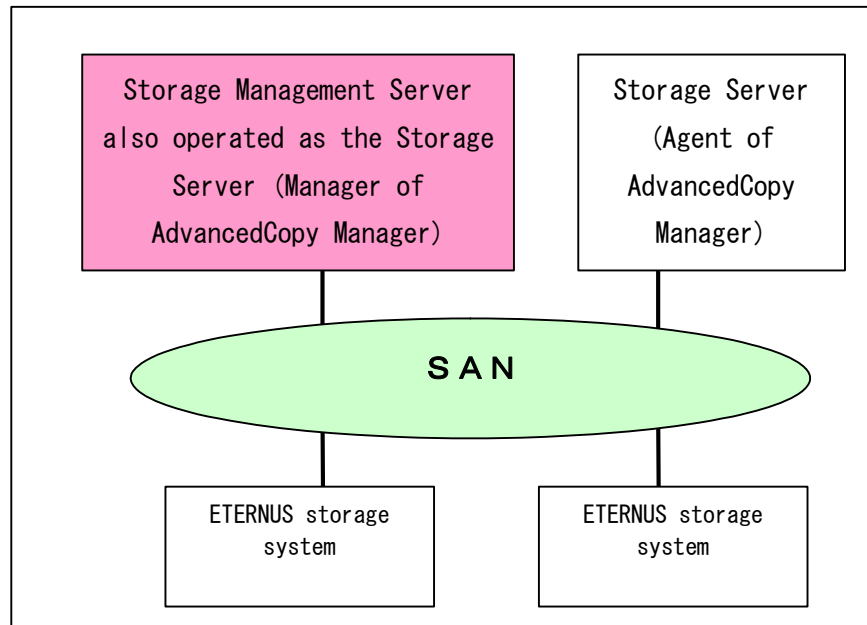 Storage Management Server
also operated as the Storage
Server (Manager of
AdvancedCopy Manager)
Storage Server
(Agent of
AdvancedCopy
Manager)
SAN
ETERNUS storage
system
ETERNUS storage
system